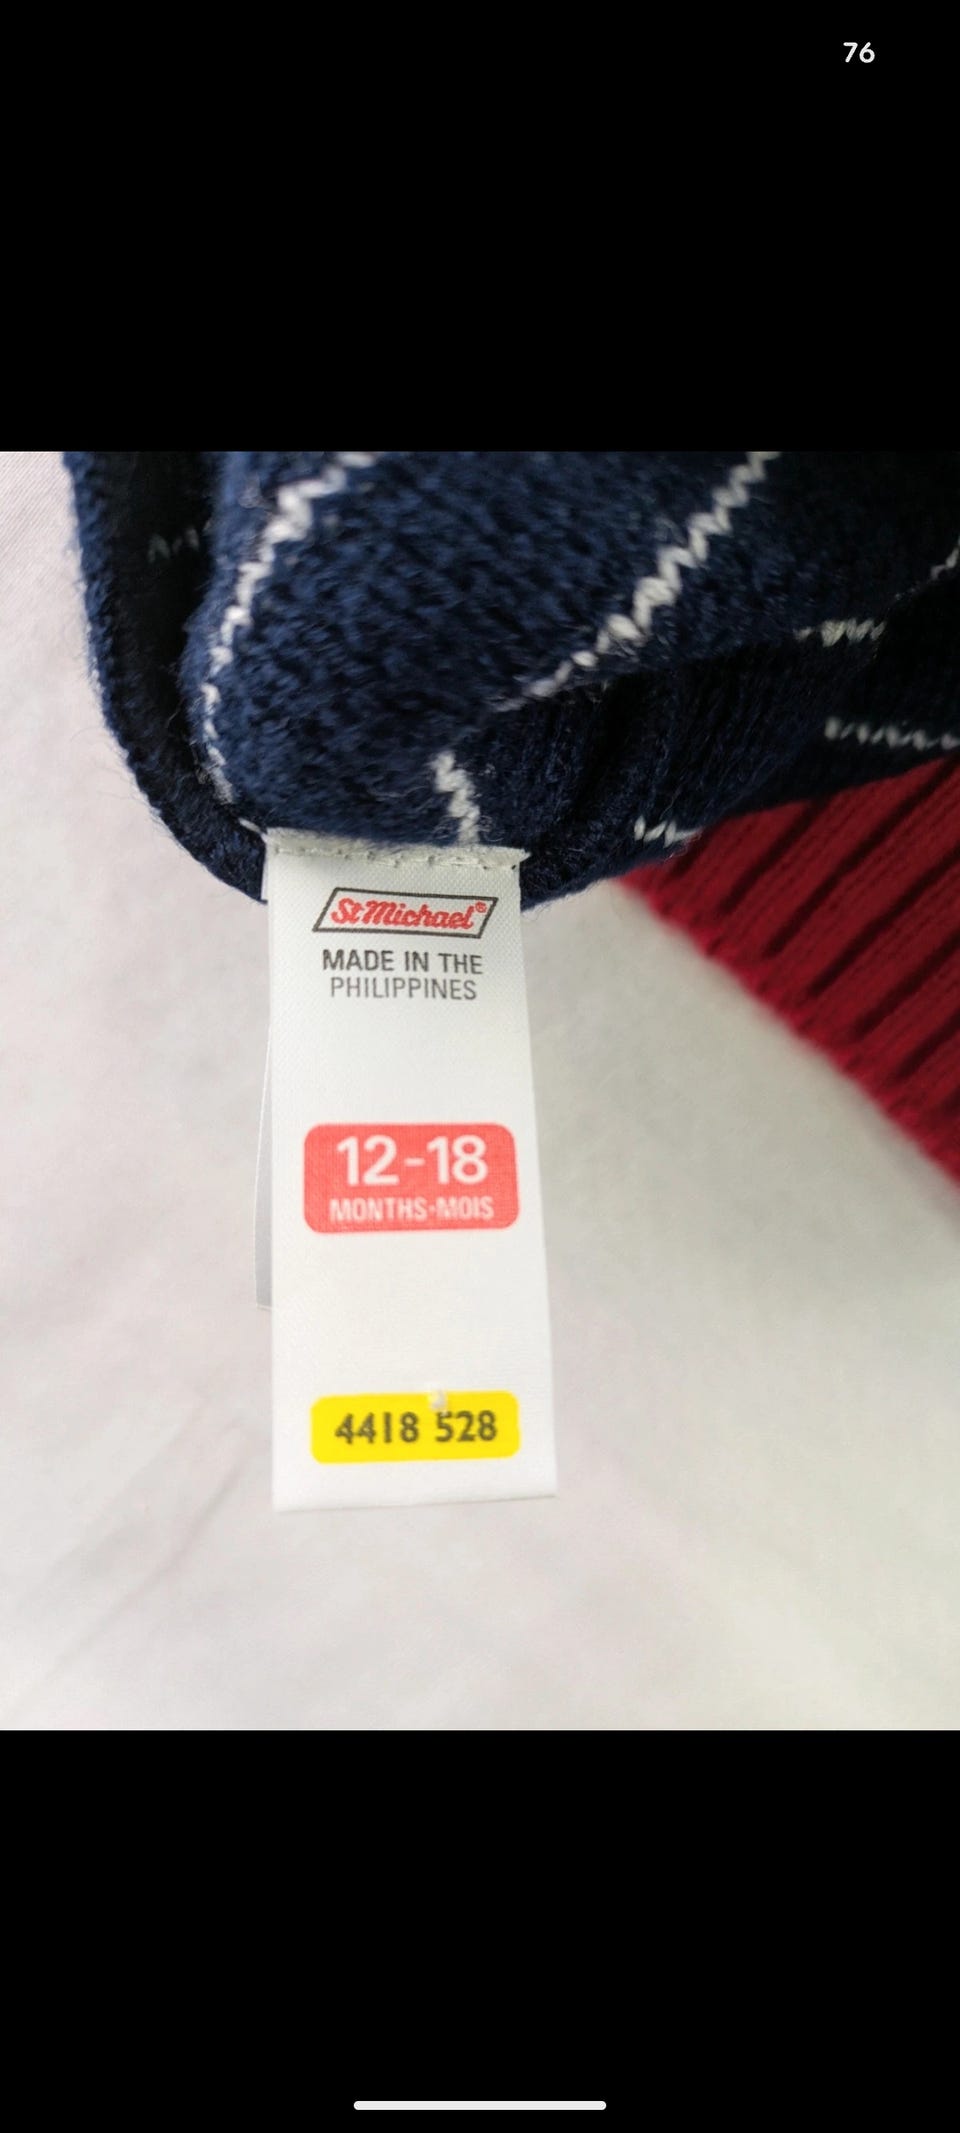 76
St Michael®
MADE IN THE
PHILIPPINES
12-18
MONTHS-MOIS
4418 528